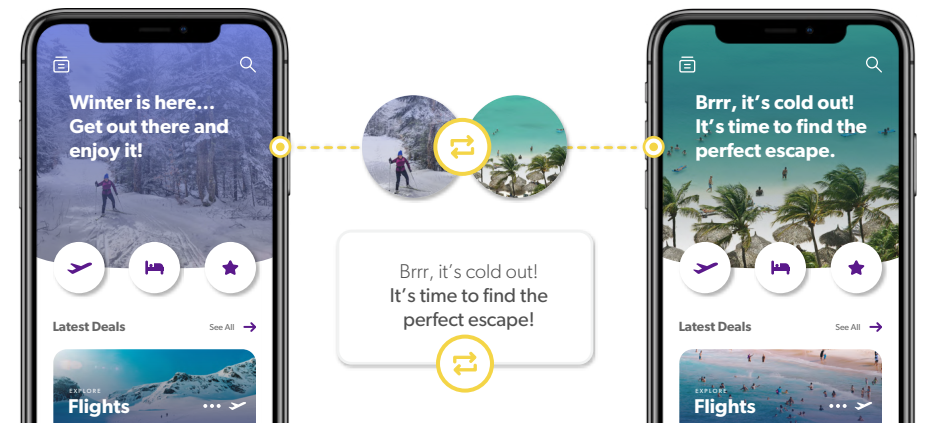 Winter is here...
Get out there and
enjoy it!
Latest Deals See All
EXPLORE
Flights
Brrr, it's cold out!
It's time to find the
perfect escape!
Brrr, it's cold out!
It's time to find the
perfect escape.
Latest Deals See All
EXPLORE
Flights